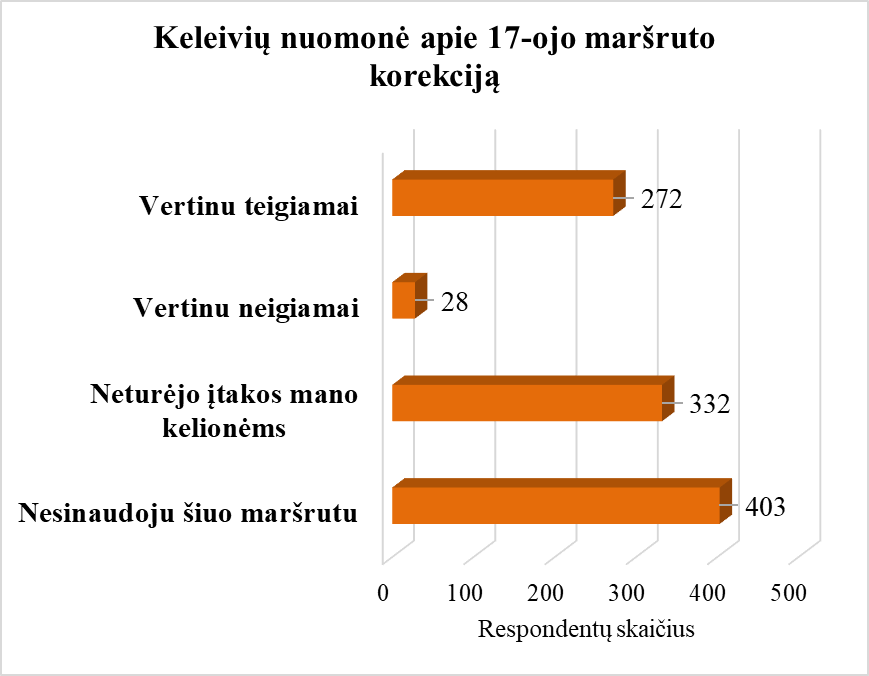 Keleivių nuomonė apie 17-ojo maršruto
korekciją
Vertinu teigiamai
272
Vertinu neigiamai
28
Neturėjo įtakos mano
kelionėms
332
Nesinaudoju šiuo maršrutu
403
0 100 200 300 400 500
Respondentų skaičius